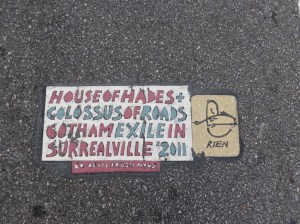 HOUSE OF HADES +
COLOSSUS OF ROADS
GOTHAM EXILE IN
SURREALVILLE '2011
RIEN